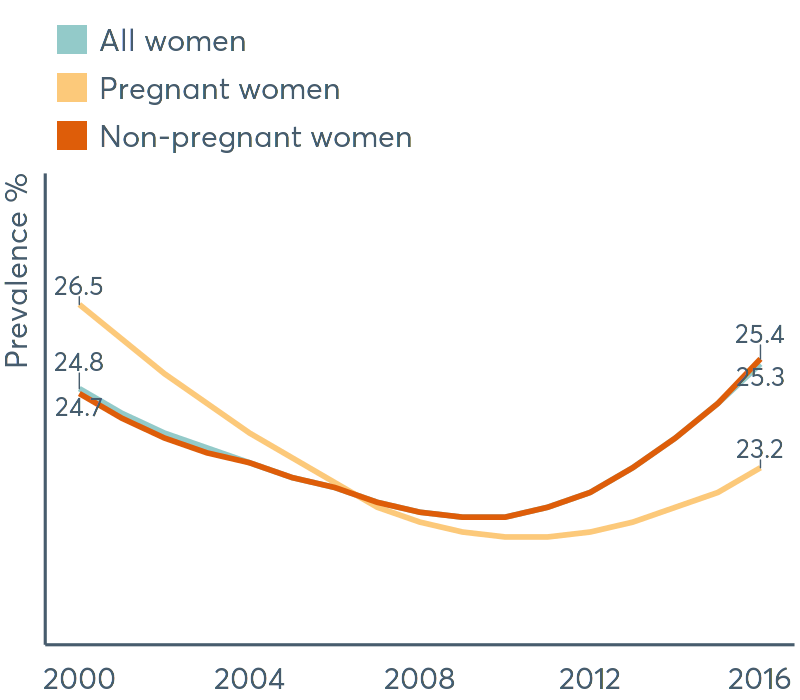 All women
Pregnant women
Non-pregnant women
Prevalence %
26.5
24.8
24.7
25.4
25.3
23.2
2000 2004 2008 2012 2016